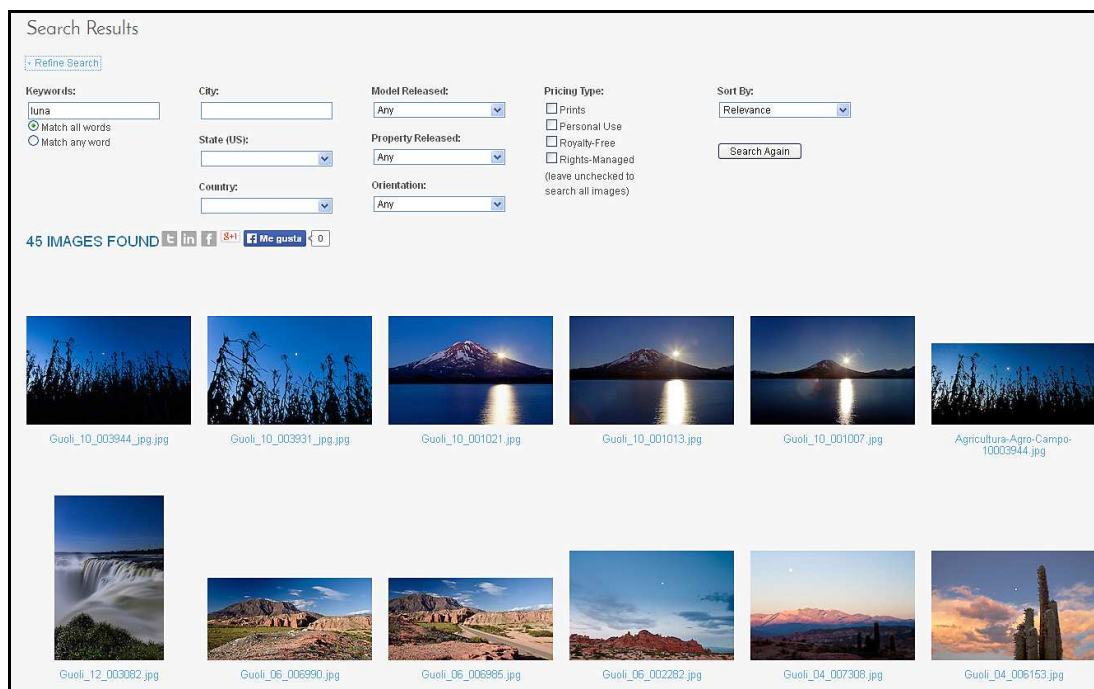 Search Results
- Refine Search
Keywords:
luna
Match all words
Match any word
City:
State (US):
Country:
Model Released:
Any
Property Released:
Any
Orientation:
Any
Pricing Type:
Prints
Personal Use
Royalty-Free
Rights-Managed
(leave unchecked to
search all images)
Sort By:
Relevance
Search Again
45 IMAGES FOUND t in f g+1 f Me gusta 0
Guoli_10_003944_jpg.jpg
Guoli_10_003931_jpg.jpg
Guoli_10_001021.jpg
Guoli_10_001013.jpg
Guoli_10_001007.jpg
Agricultura-Agro-Campo-
10003944.jpg
Guoli_12_003082.jpg
Guoli_06_006990.jpg
Guoli_06_006985.jpg
Guoli_06_002282.jpg
Guoli_04_007308.jpg
Guoli_04_006153.jpg